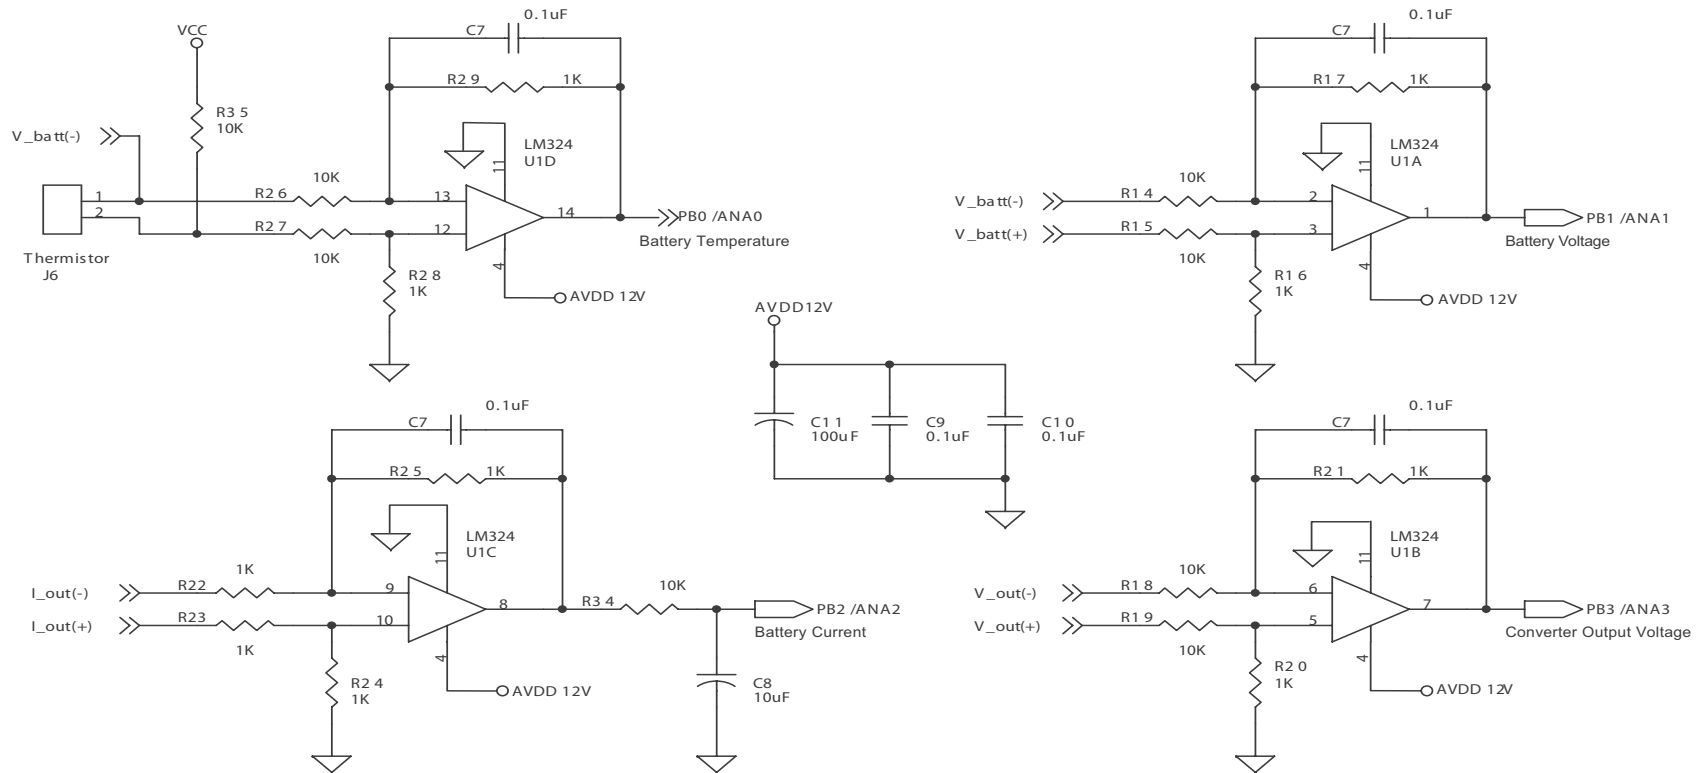 VCC
R35
10K
V_batt(-)
1
2
Thermistor
J6
0.1uF
C7
R29 1K
LM324
U1D
11
10K
R26
13
R27
12
10K
14
PB0 /ANA0
Battery Temperature
4
R28
1K
AVDD 12V
0.1uF
C7
R17 1K
LM324
U1A
11
10K
V_batt(-) R14
2
V_batt(+) R15
3
10K
1
PB1 /ANA1
Battery Voltage
4
R16
1K
AVDD 12V
AVDD12V
C11
100uF
C9
0.1uF
C10
0.1uF
0.1uF
C7
R25 1K
LM324
U1C
11
1K
I_out(-) R22
9
I_out(+) R23
10
1K
8
R34
10K
PB2 /ANA2
Battery Current
4
R24
1K
AVDD 12V
C8
10uF
0.1uF
C7
R21 1K
LM324
U1B
11
10K
V_out(-) R18
6
V_out(+) R19
5
10K
7
PB3 /ANA3
Converter Output Voltage
4
R20
1K
AVDD 12V